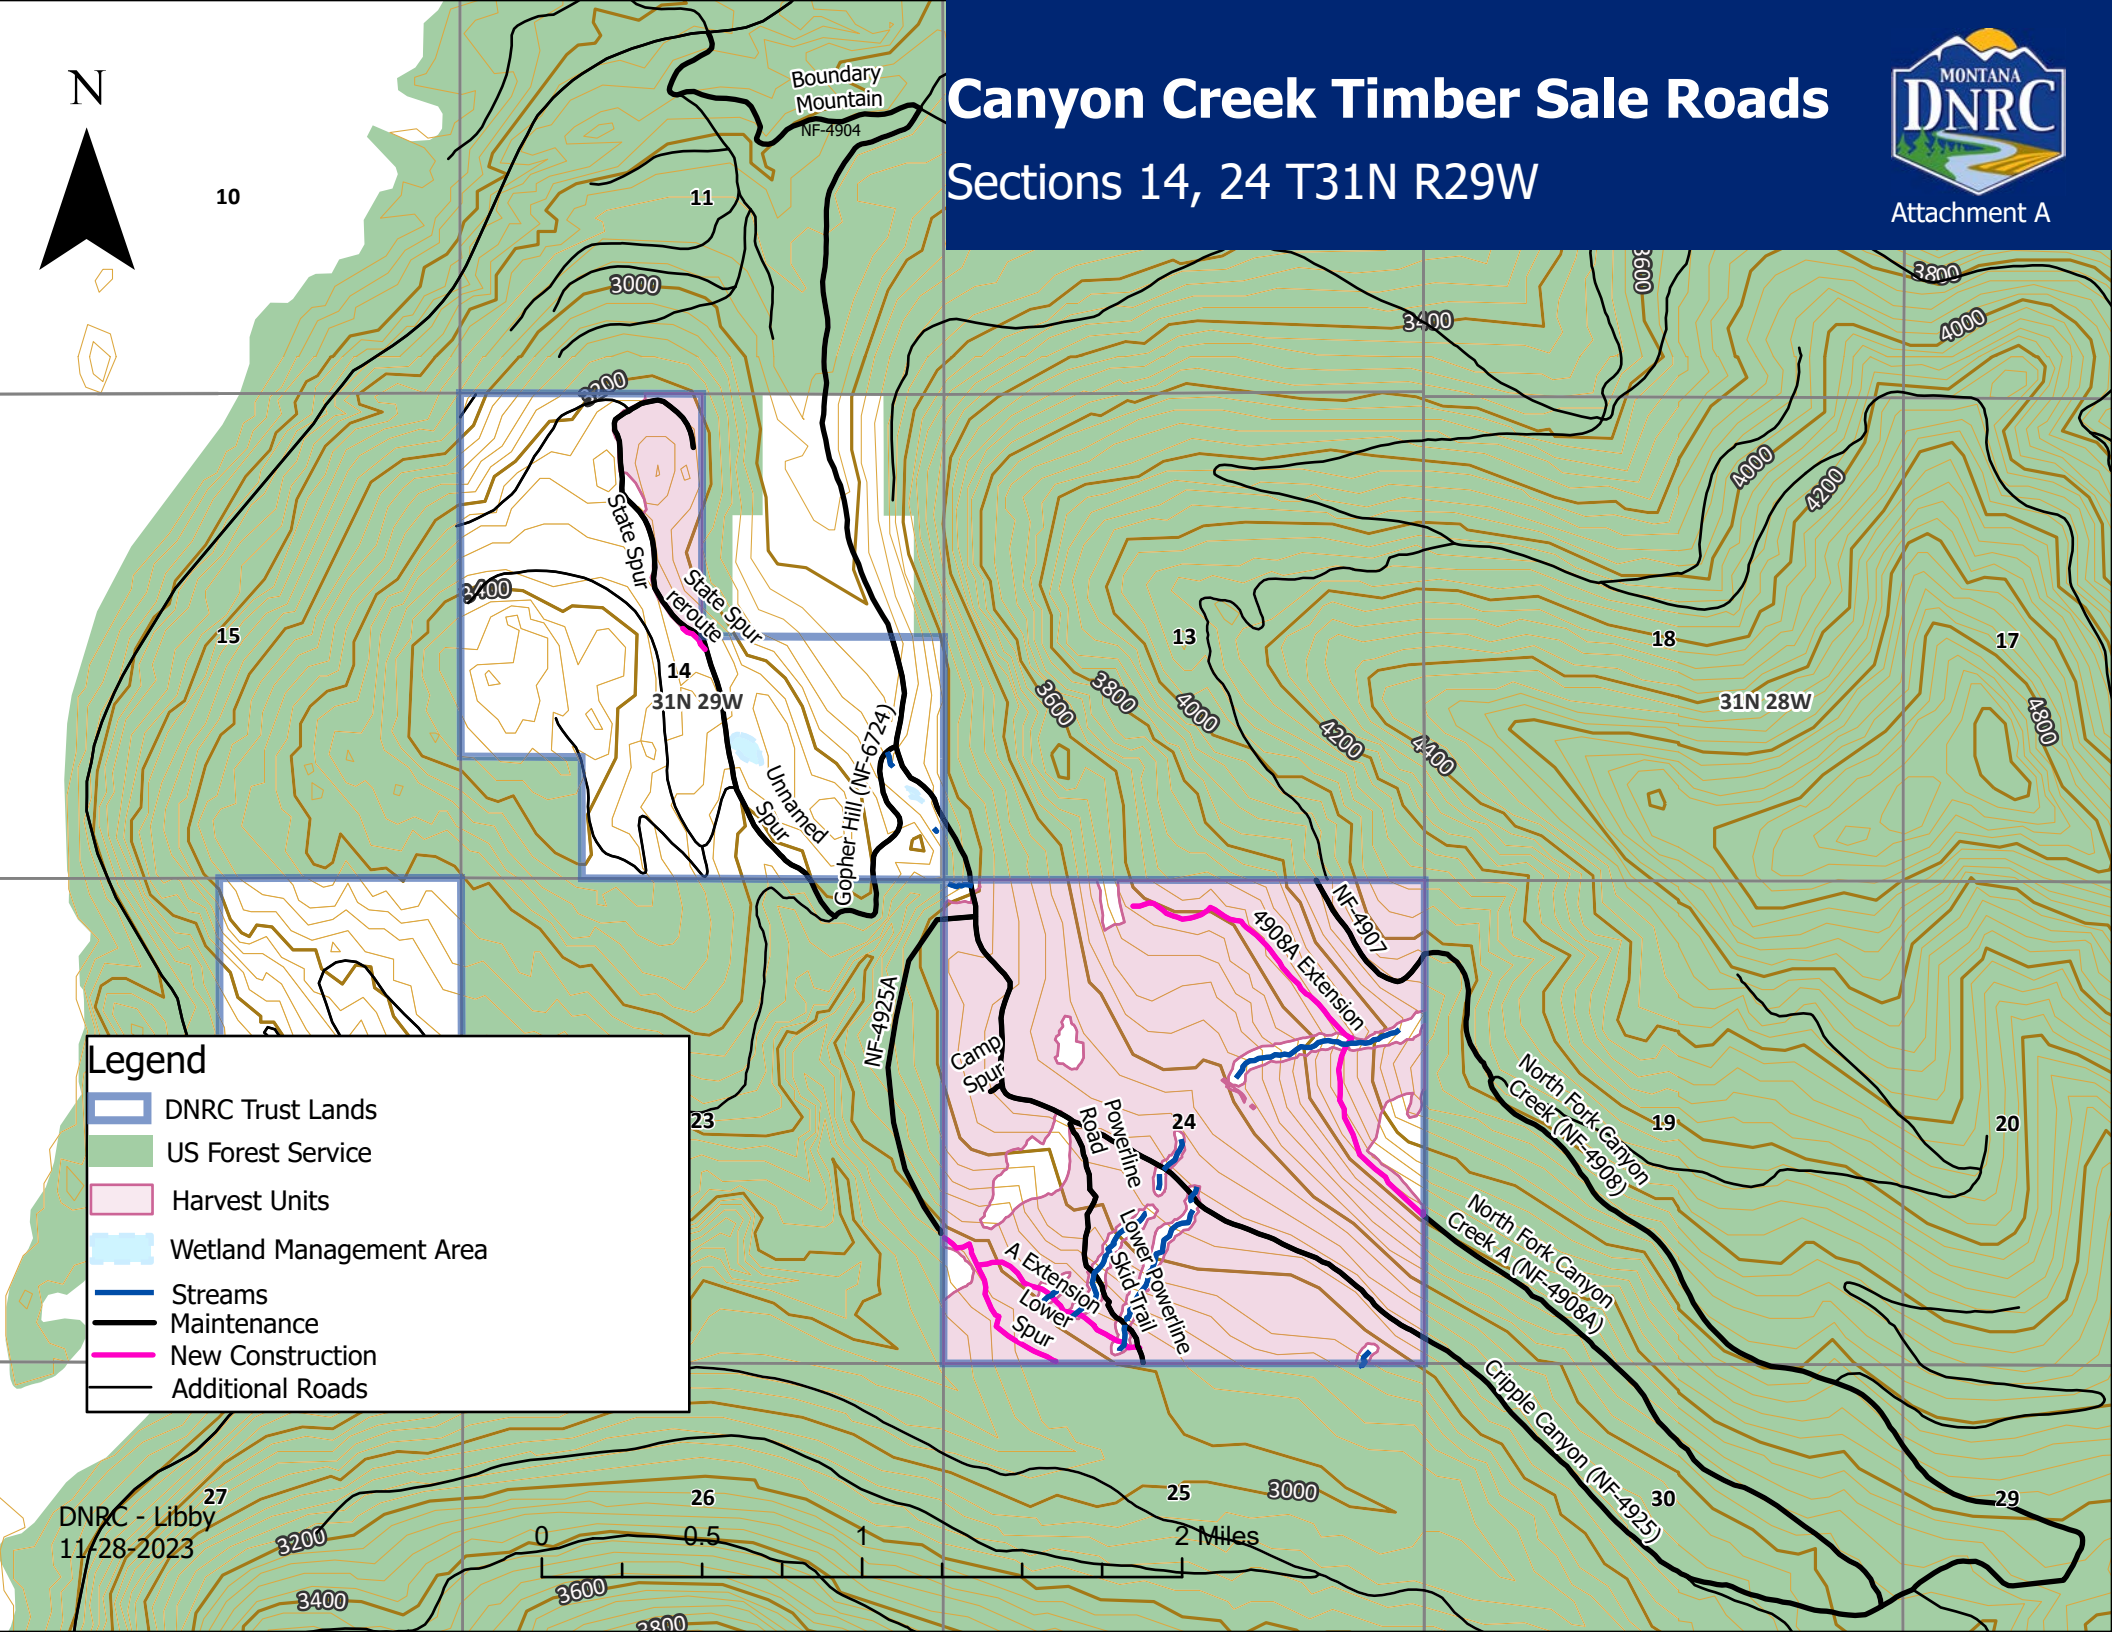 Canyon Creek Timber Sale Roads
Sections 14, 24 T31N R29W
MONTANA
DNRC
Attachment A
N
Boundary
Mountain
NF-4904
10
11
3000
3600
3800
3400
4000
3200
4000
4200
State Spur
State Spur
reroute
3400
15
14
31N 29W
13
18
17
31N 28W
3600
3800
4000
4200
4400
4800
Unnamed
Spur
Gopher Hill (NF-6724)
NF-4907
4908A Extension
NF-4925A
Camp
Spur
Powerline
Road
24
23
19
20
North Fork Canyon
Creek (NF-4908)
North Fork Canyon
Creek A (NF-4908A)
Lower Powerline
Skid Trail
A Extension
Lower
Spur
Cripple Canyon (NF-4925)
Legend
DNRC Trust Lands
US Forest Service
Harvest Units
Wetland Management Area
Streams
Maintenance
New Construction
Additional Roads
27
26
25
3000
30
29
DNRC - Libby
11-28-2023
3200
3400
3600
3800
0
0.5
1
2 Miles